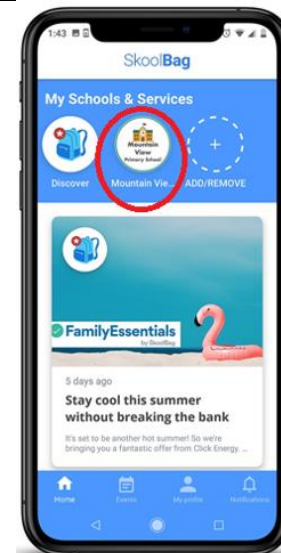 1:43
SkoolBag
My Schools & Services
Mountain
View
Primary School
Discover
Mountain Vie...
ADD/REMOVE
FamilyEssentials
by SkoolBag
5 days ago
Stay cool this summer
without breaking the bank
It's set to be another hot summer! So we're
bringing you a fantastic offer from Click Energy. ...
Home
Events
My profile
Notifications